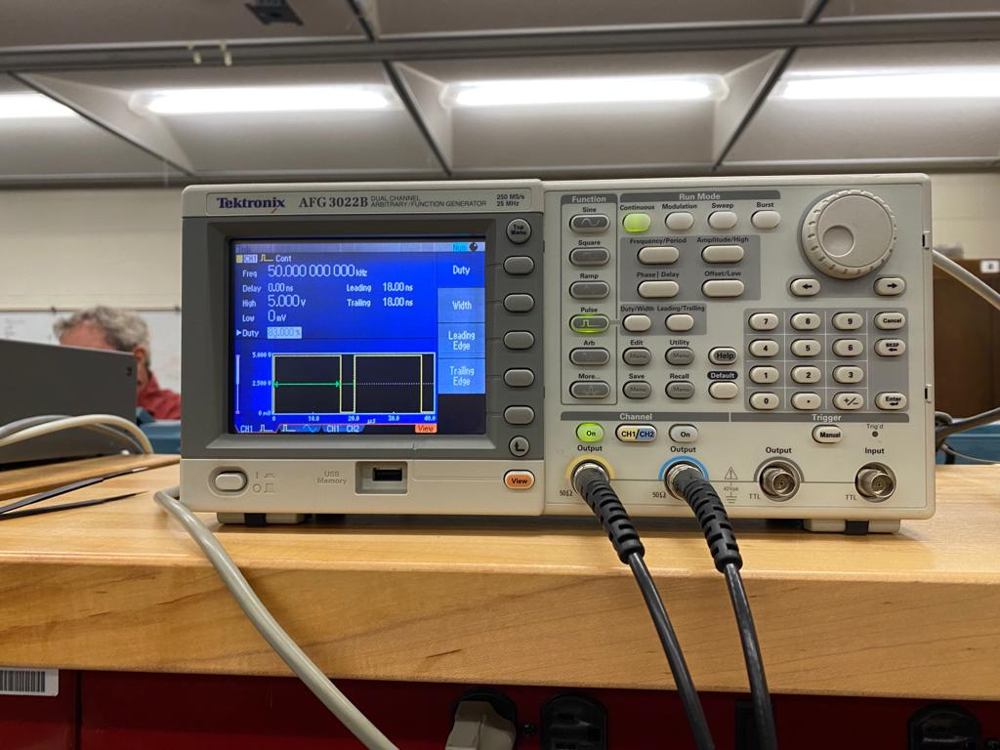 Tektronix AFG 3022B DUAL CHANNEL ARBITRARY/FUNCTION GENERATOR 250 MS/s 25 MHz
CH1 Cont
Freq 50.000 000 000 kHz
Delay 0.00 ns Leading 18.00 ns
High 5.000 V Trailing 18.00 ns
Low 0 mV
Duty
5.000 V
2.500 V
0 mV
0 10.0 20.0 30.0 40.0
μs
CH1 CH1 CH2 View
Duty
Width
Leading
Edge
Trailing
Edge
Top
Menu
USB
Memory
View
Function
Sine
Square
Ramp
Pulse
Arb
More...
Run Mode
Continuous Modulation Sweep Burst
Frequency/Period Amplitude/High
Phase | Delay Offset/Low
Duty/Width Leading/Trailing
Edit Utility
Menu Menu Help
Save Recall Default
Menu Menu
7 8 9 Cancel
4 5 6 BKSP
1 2 3
0 • +/− Enter
Channel
On CH1/CH2 On
Output Output
50Ω 50Ω
42Vpk
Trigger
Manual Trig'd
Output Input
TTL TTL